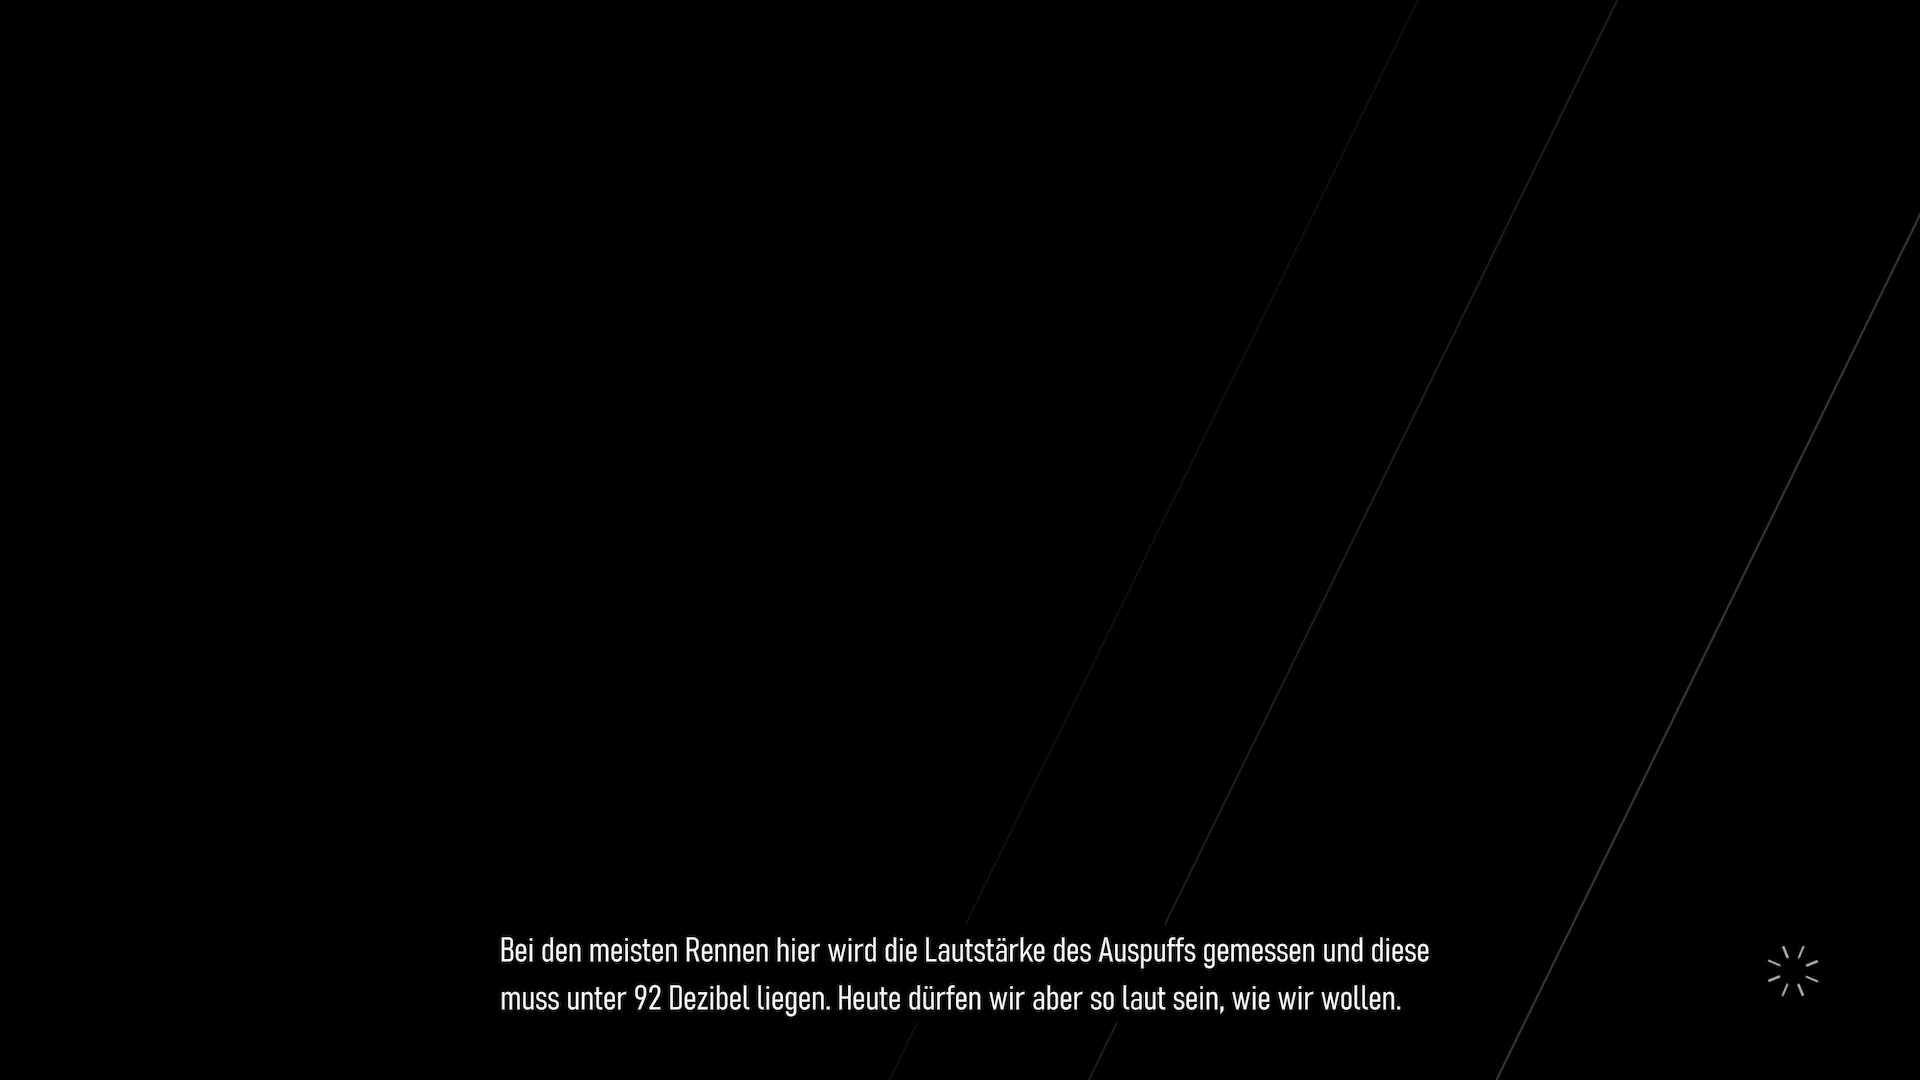 Bei den meisten Rennen hier wird die Lautstärke des Auspuffs gemessen und diese
muss unter 92 Dezibel liegen. Heute dürfen wir aber so laut sein, wie wir wollen.